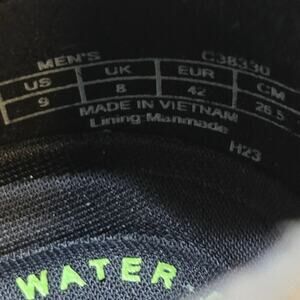 MEN'S C38330
US UK EUR CM
9 8 42 26.5
MADE IN VIETNAM
Lining-Manmade
H23
WATER